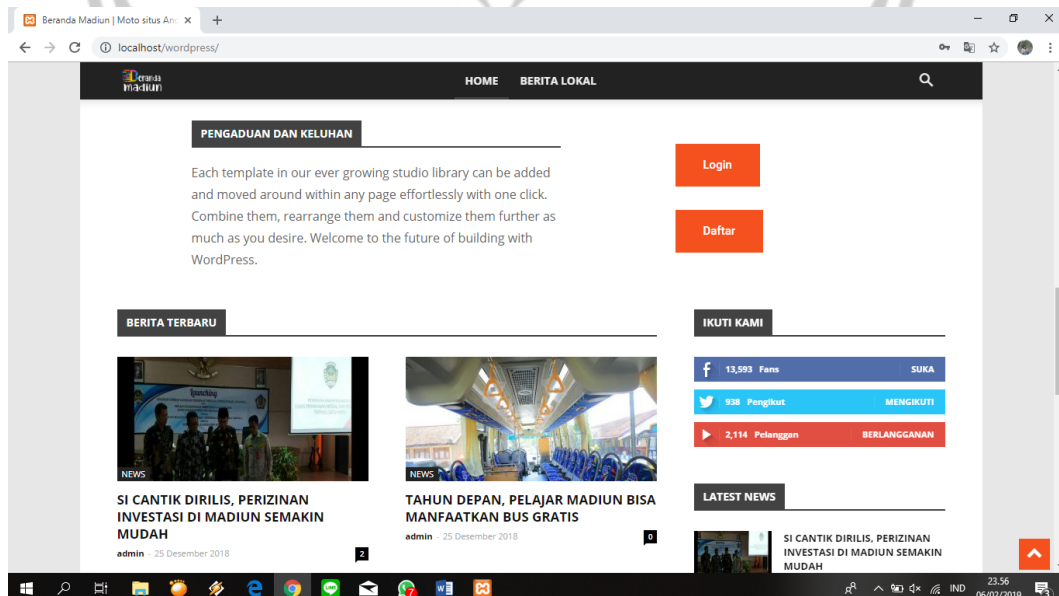 Beranda Madiun | Moto situs An
localhost/wordpress/
Beranda
madiun
HOME
BERITA LOKAL
PENGADUAN DAN KELUHAN
Each template in our ever growing studio library can be added
and moved around within any page effortlessly with one click.
Combine them, rearrange them and customize them further as
much as you desire. Welcome to the future of building with
WordPress.
Login
Daftar
BERITA TERBARU
Launching
NEWS
SI CANTIK DIRILIS, PERIZINAN
INVESTASI DI MADIUN SEMAKIN
MUDAH
admin - 25 Desember 2018
2
NEWS
TAHUN DEPAN, PELAJAR MADIUN BISA
MANFAATKAN BUS GRATIS
admin - 25 Desember 2018
0
IKUTI KAMI
13,593 Fans SUKA
938 Pengikut MENGIKUTI
2,114 Pelanggan BERLANGGANAN
LATEST NEWS
SI CANTIK DIRILIS, PERIZINAN
INVESTASI DI MADIUN SEMAKIN
MUDAH
IND
23.56
06/02/2019